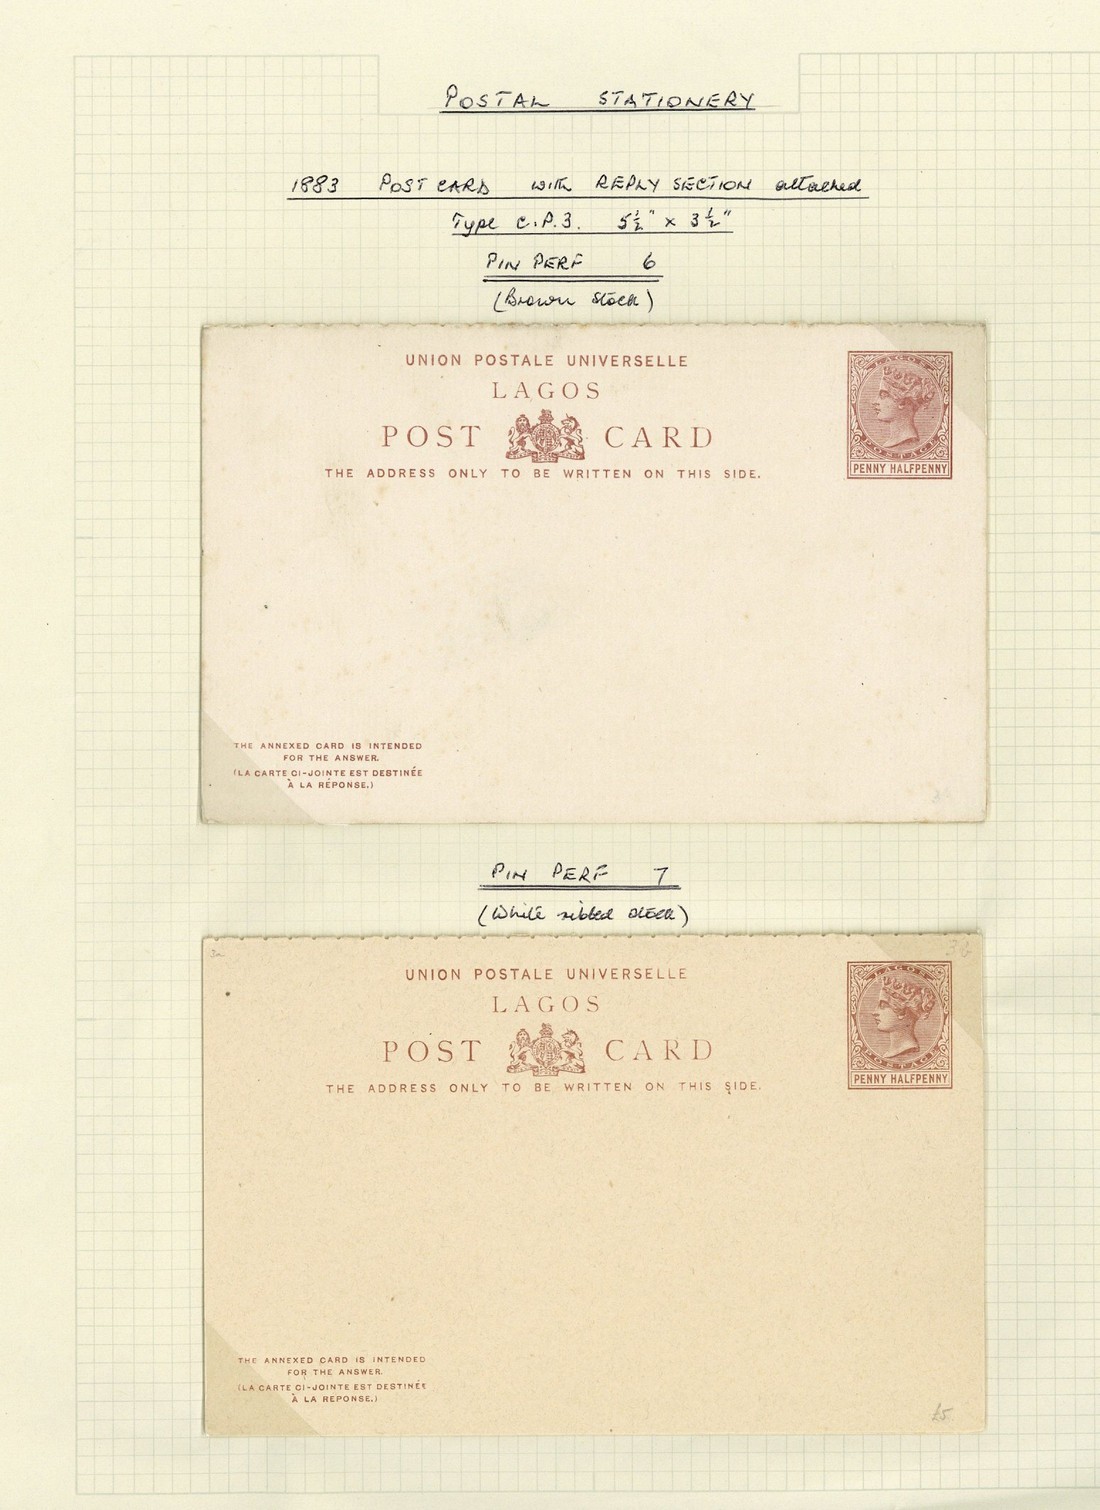 POSTAL STATIONERY
1883 POST CARD with REPLY SECTION attached
Type C.P.3. 5½" x 3½"
PIN PERF 6
(Brown stock)
UNION POSTALE UNIVERSELLE
LAGOS
POST CARD
THE ADDRESS ONLY TO BE WRITTEN ON THIS SIDE.
LAGOS
POSTAGE
PENNY HALFPENNY
THE ANNEXED CARD IS INTENDED
FOR THE ANSWER.
(LA CARTE CI-JOINTE EST DESTINÉE
À LA RÉPONSE.)
PIN PERF 7
(White ribbed stock)
3a
3b
UNION POSTALE UNIVERSELLE
LAGOS
POST CARD
THE ADDRESS ONLY TO BE WRITTEN ON THIS SIDE.
LAGOS
POSTAGE
PENNY HALFPENNY
THE ANNEXED CARD IS INTENDED
FOR THE ANSWER.
(LA CARTE CI-JOINTE EST DESTINÉE
À LA REPONSE.)
£5